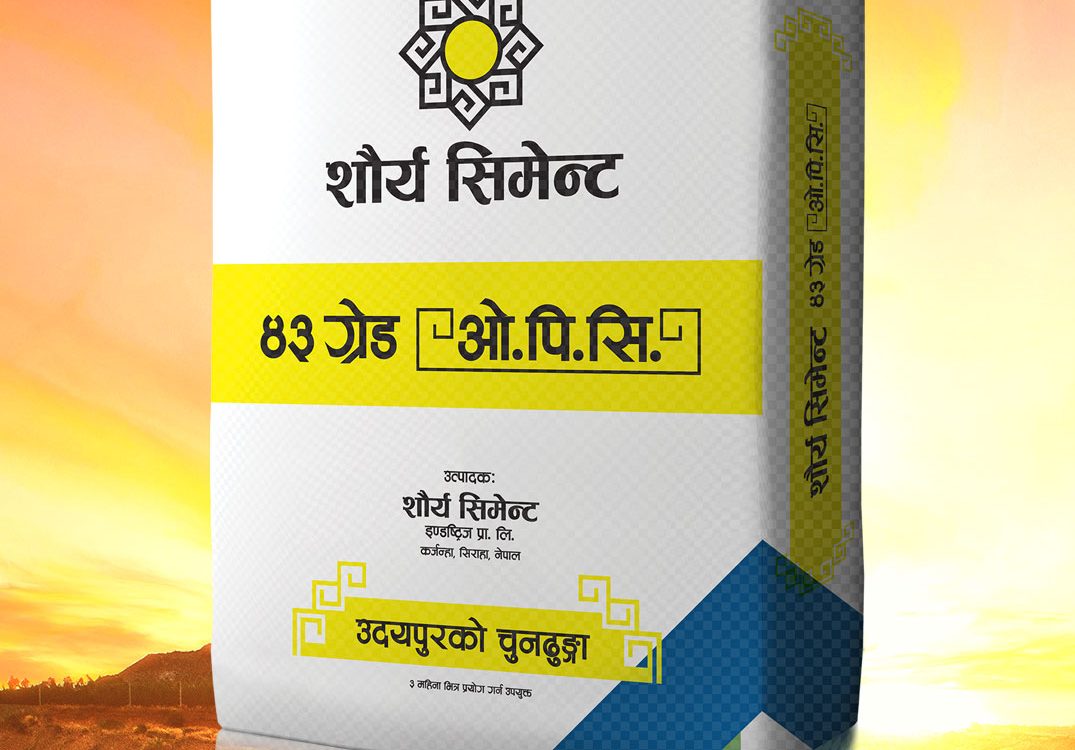 शौर्य सिमेन्ट
४३ ग्रेड ओ.पि.सि.
उत्पादक:
शौर्य सिमेन्ट
इण्डष्ट्रिज प्रा. लि.
कर्जन्हा, सिराहा, नेपाल
उदयपुरको चुनढुङ्गा
३ महिना भित्र प्रयोग गर्न उपयुक्त
शौर्य सिमेन्ट ४३ ग्रेड ओ.पि.सि.